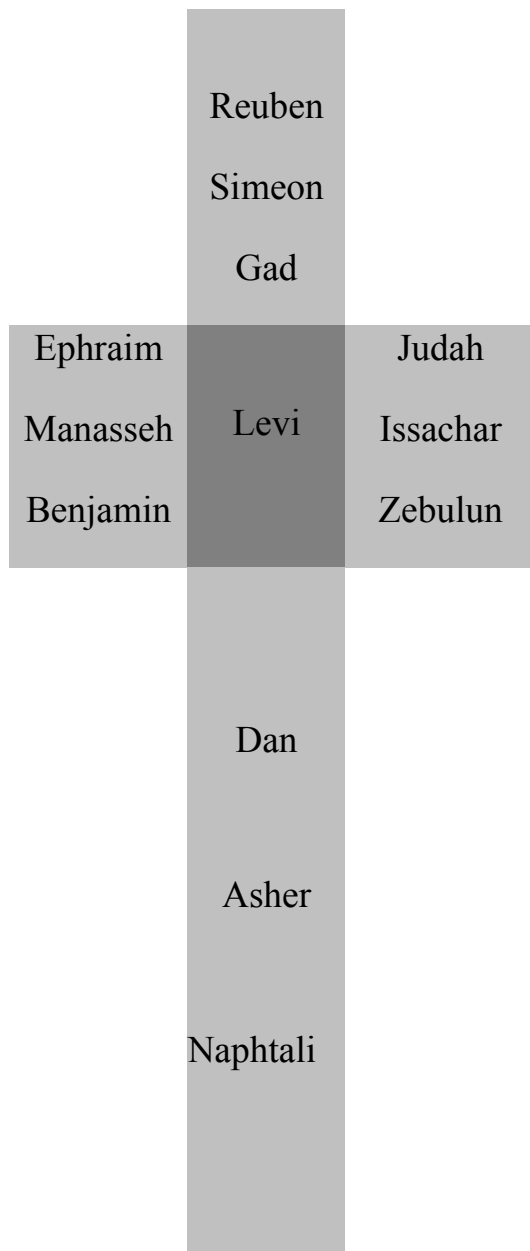 Reuben
Simeon
Gad
Ephraim
Manasseh
Benjamin
Levi
Judah
Issachar
Zebulun
Dan
Asher
Naphtali